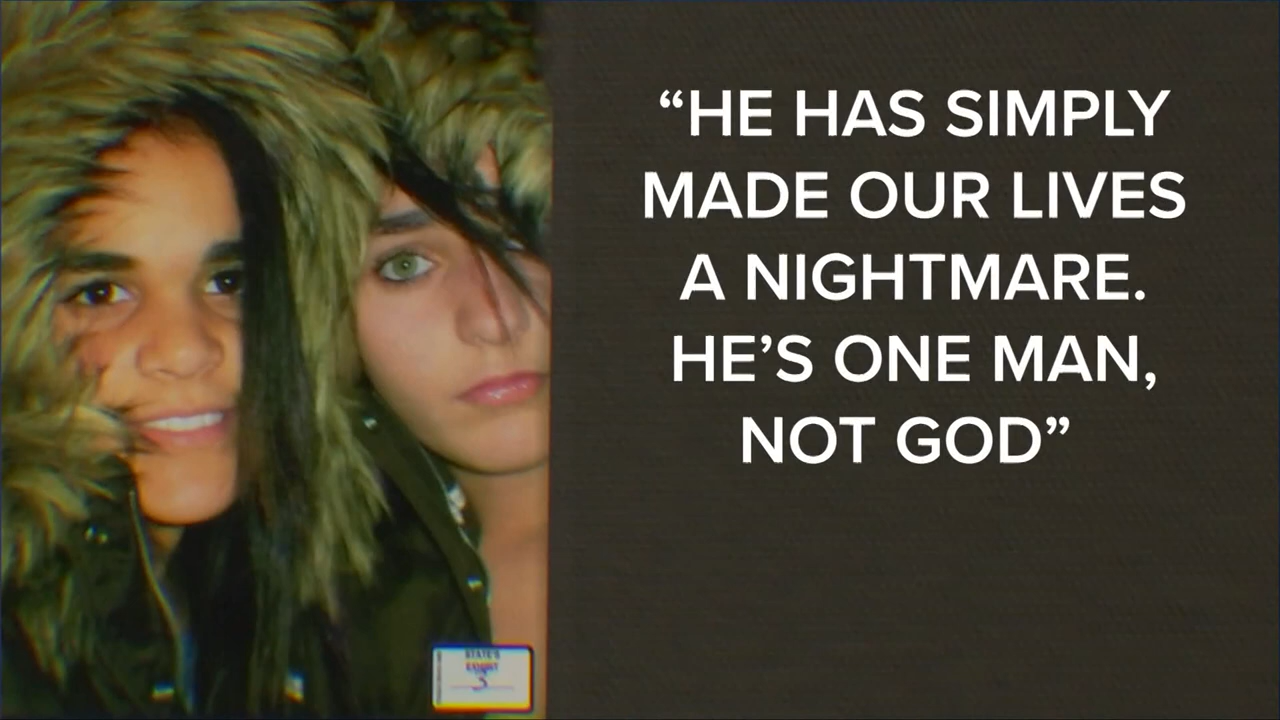 “HE HAS SIMPLY
MADE OUR LIVES
A NIGHTMARE.
HE’S ONE MAN,
NOT GOD”
STATE'S
EXHIBIT
3